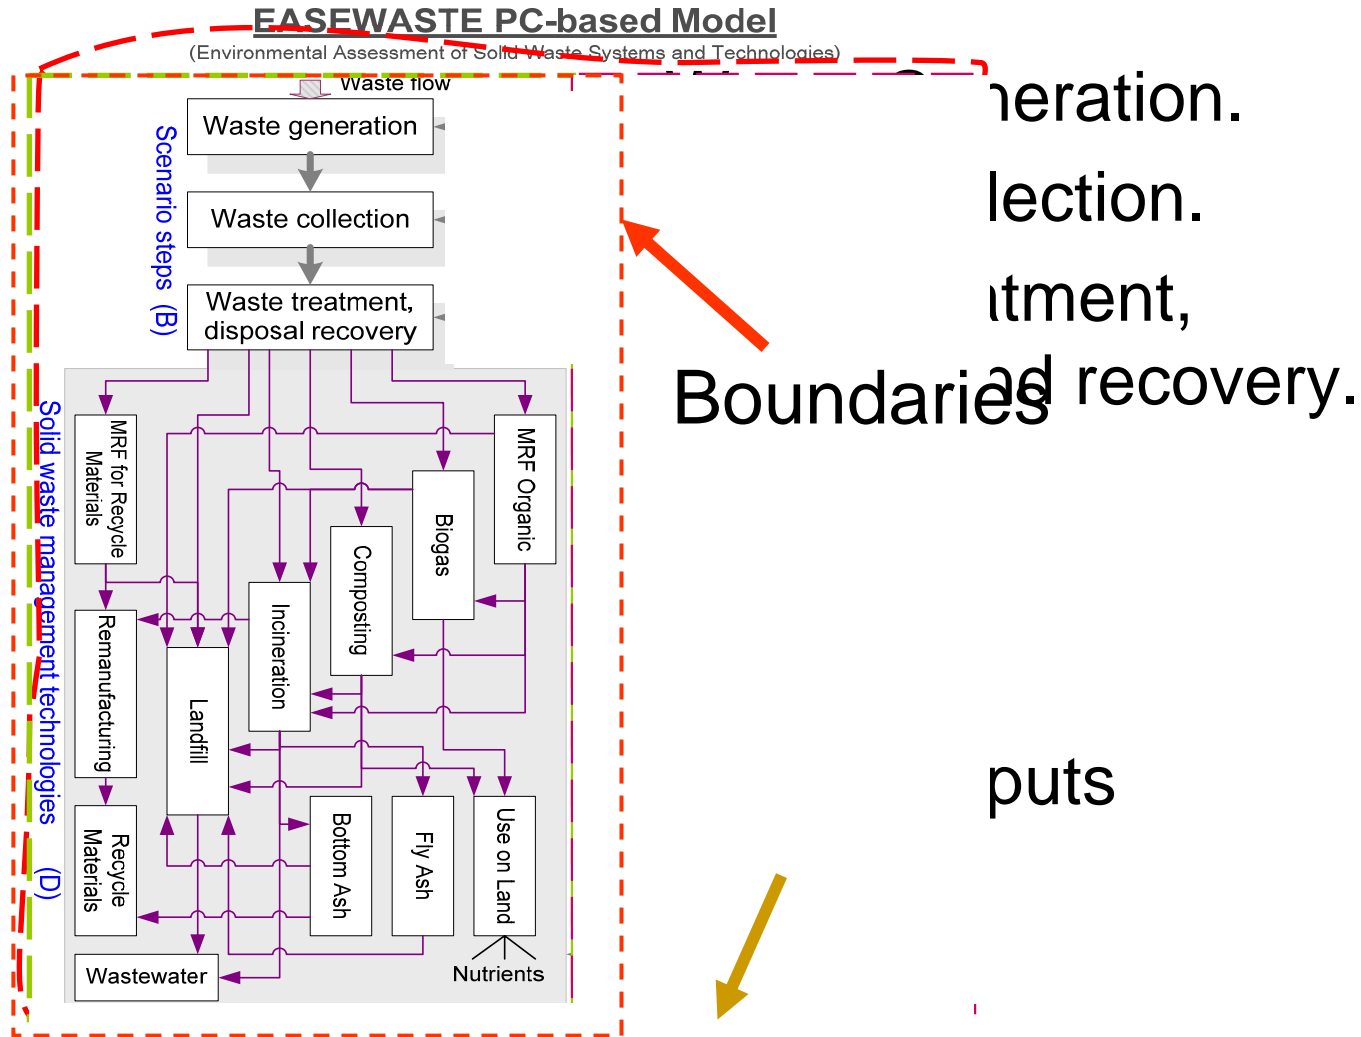 EASEWASTE PC-based Model
(Environmental Assessment of Solid Waste Systems and Technologies)
Waste flow
Waste generation
Waste collection
Waste treatment,
disposal recovery
Scenario steps (B)
Solid waste management technologies (D)
MRF for Recycle
Materials
MRF Organic
Biogas
Composting
Incineration
Remanufacturing
Landfill
Recycle
Materials
Bottom Ash
Fly Ash
Use on Land
Wastewater
Nutrients
neration.
lection.
tment,
recovery.
Boundaries
puts